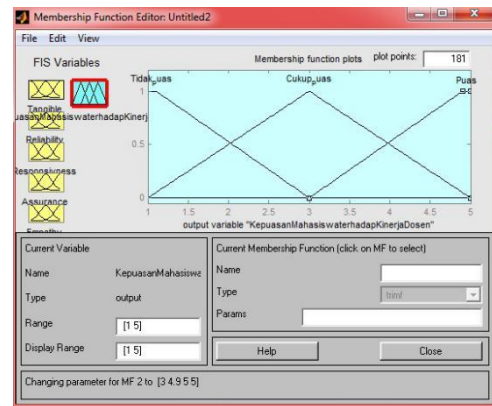 Membership Function Editor: Untitled2
File Edit View
FIS Variables
Membership function plots plot points: 181
Tidak_puas Cukup_puas Puas
Tangible
uasanMahasiswaterhadapKinerj
Reliability
Responsivness
Assurance
Empathy
1
0.5
0
1 1.5 2 2.5 3 3.5 4 4.5 5
output variable "KepuasanMahasiswaterhadapKinerjaDosen"
Current Variable
Name KepuasanMahasiswa
Type output
Range [1 5]
Display Range [1 5]
Current Membership Function (click on MF to select)
Name
Type trimf
Params
Help Close
Changing parameter for MF 2 to [3 4.9 5 5]